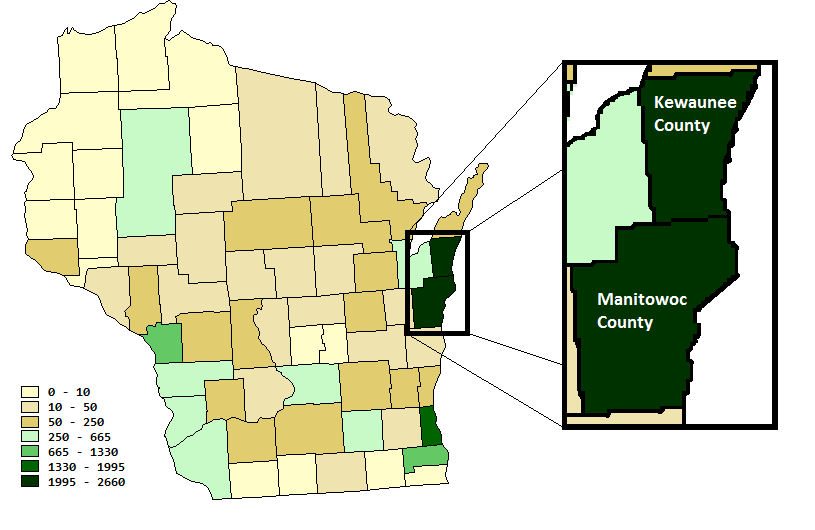 Kewaunee
County
Manitowoc
County
0 - 10
10 - 50
50 - 250
250 - 665
665 - 1330
1330 - 1995
1995 - 2660